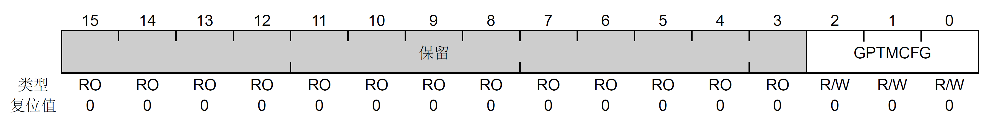 15 14 13 12 11 10 9 8 7 6 5 4 3 2 1 0
保留 GPTMCFG
类型 RO RO RO RO RO RO RO RO RO RO RO RO RO R/W R/W R/W
复位值 0 0 0 0 0 0 0 0 0 0 0 0 0 0 0 0